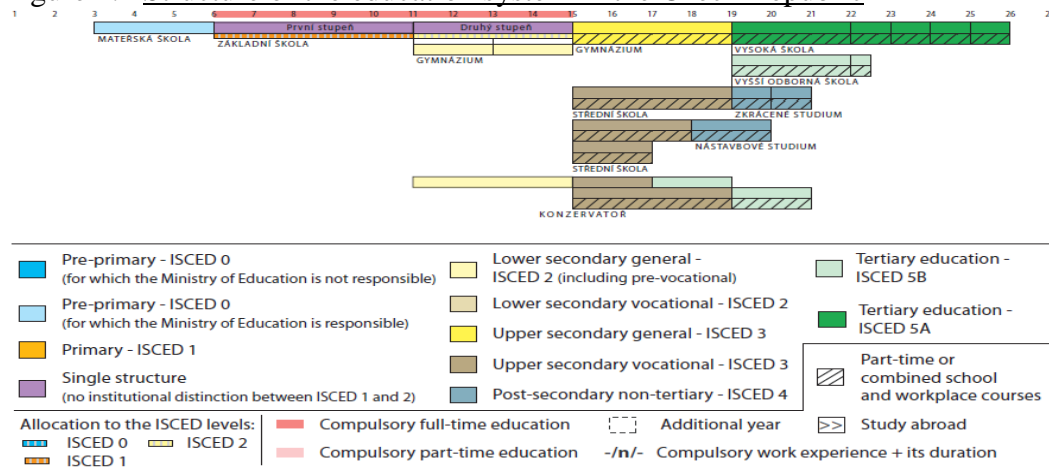 1 2 3 4 5 6 7 8 9 10 11 12 13 14 15 16 17 18 19 20 21 22 23 24 25 26
První stupeň Druhý stupeň
MATEŘSKÁ ŠKOLA ZÁKLADNÍ ŠKOLA GYMNÁZIUM GYMNÁZIUM VYSOKÁ ŠKOLA
VYŠŠÍ ODBORNÁ ŠKOLA
STŘEDNÍ ŠKOLA ZKRÁCENÉ STUDIUM
NÁSTAVBOVÉ STUDIUM
STŘEDNÍ ŠKOLA
KONZERVATOŘ
Pre-primary - ISCED 0
(for which the Ministry of Education is not responsible)
Pre-primary - ISCED 0
(for which the Ministry of Education is responsible)
Primary - ISCED 1
Single structure
(no institutional distinction between ISCED 1 and 2)
Lower secondary general -
ISCED 2 (including pre-vocational)
Lower secondary vocational - ISCED 2
Upper secondary general - ISCED 3
Upper secondary vocational - ISCED 3
Post-secondary non-tertiary - ISCED 4
Tertiary education -
ISCED 5B
Tertiary education -
ISCED 5A
Part-time or
combined school
and workplace courses
Allocation to the ISCED levels:
ISCED 0 ISCED 2
ISCED 1
Compulsory full-time education
Compulsory part-time education
Additional year
-/n/- Compulsory work experience + its duration
>> Study abroad